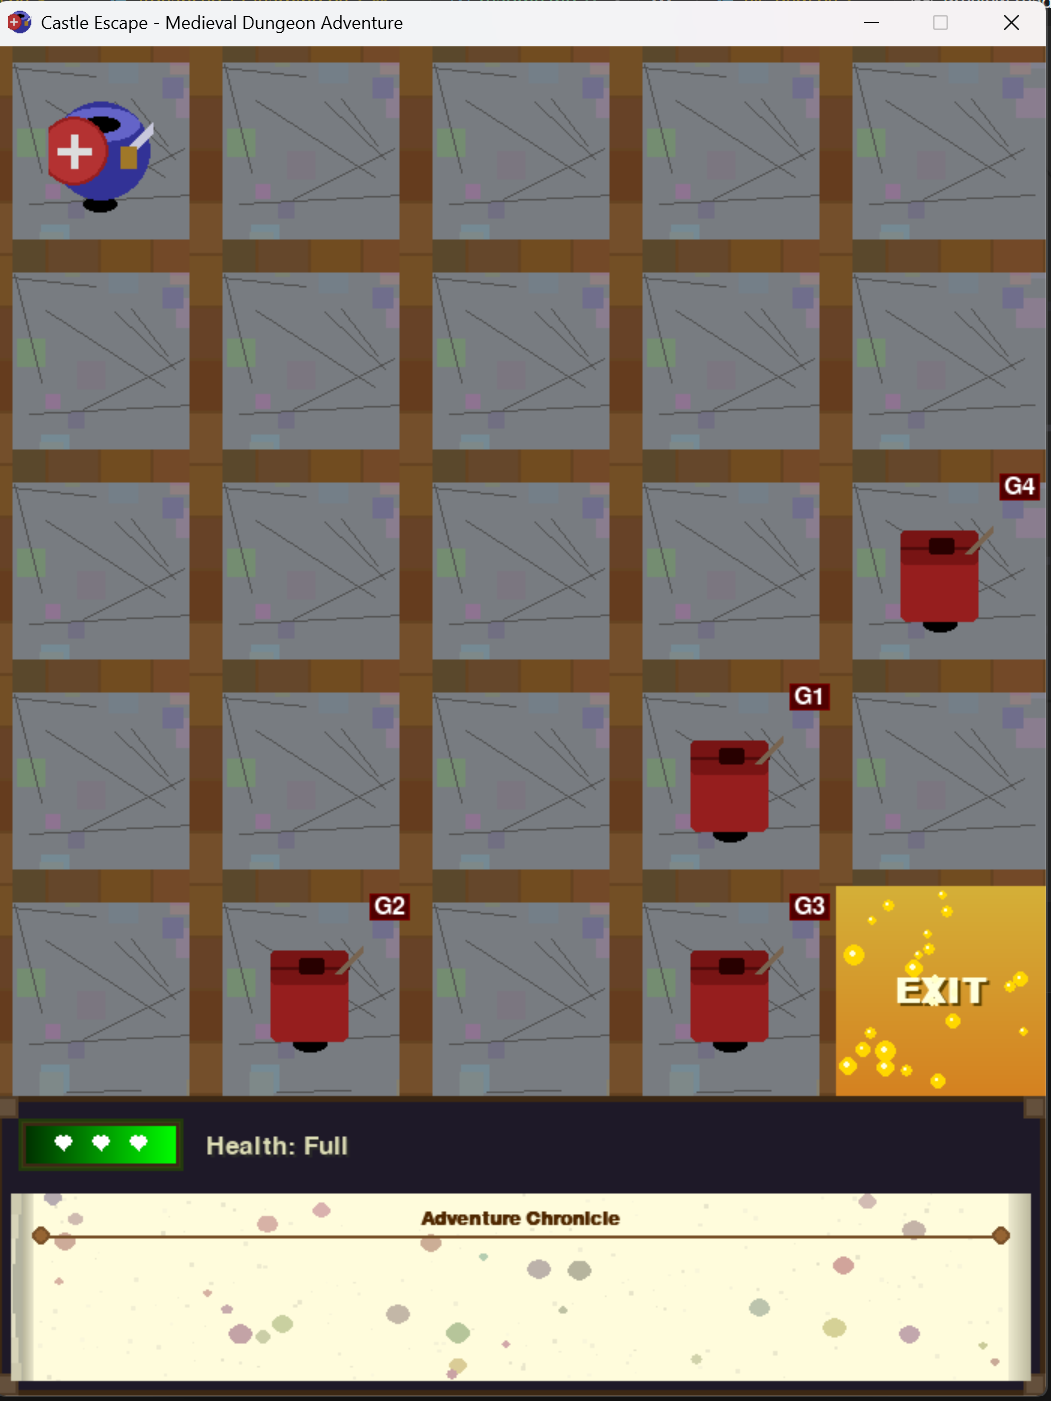 Castle Escape - Medieval Dungeon Adventure
G4
G1
G2
G3
EXIT
Health: Full
Adventure Chronicle